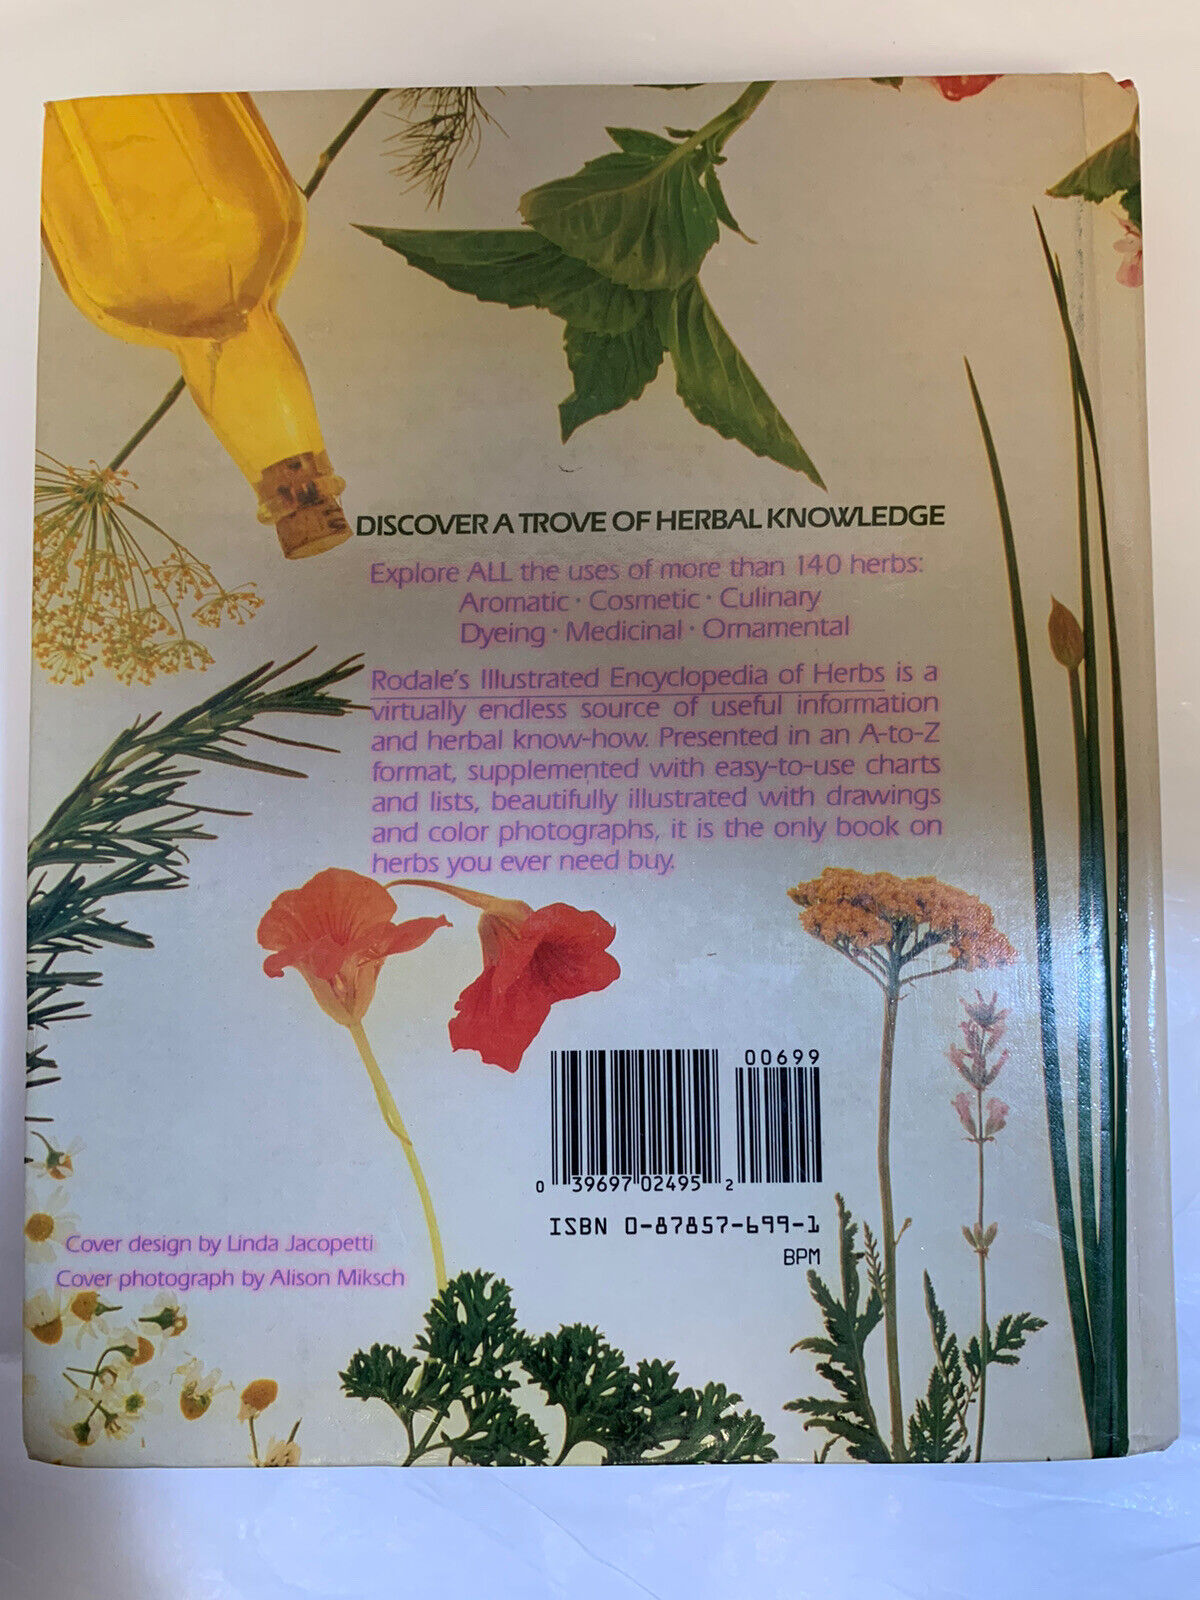 DISCOVER A TROVE OF HERBAL KNOWLEDGE
Explore ALL the uses of more than 140 herbs:
Aromatic · Cosmetic · Culinary
Dyeing · Medicinal · Ornamental
Rodale's Illustrated Encyclopedia of Herbs is a
virtually endless source of useful information
and herbal know-how. Presented in an A-to-Z
format, supplemented with easy-to-use charts
and lists, beautifully illustrated with drawings
and color photographs, it is the only book on
herbs you ever need buy.
00699
0 39697 02495 2
ISBN 0-87857-699-1
BPM
Cover design by Linda Jacopetti
Cover photograph by Alison Miksch